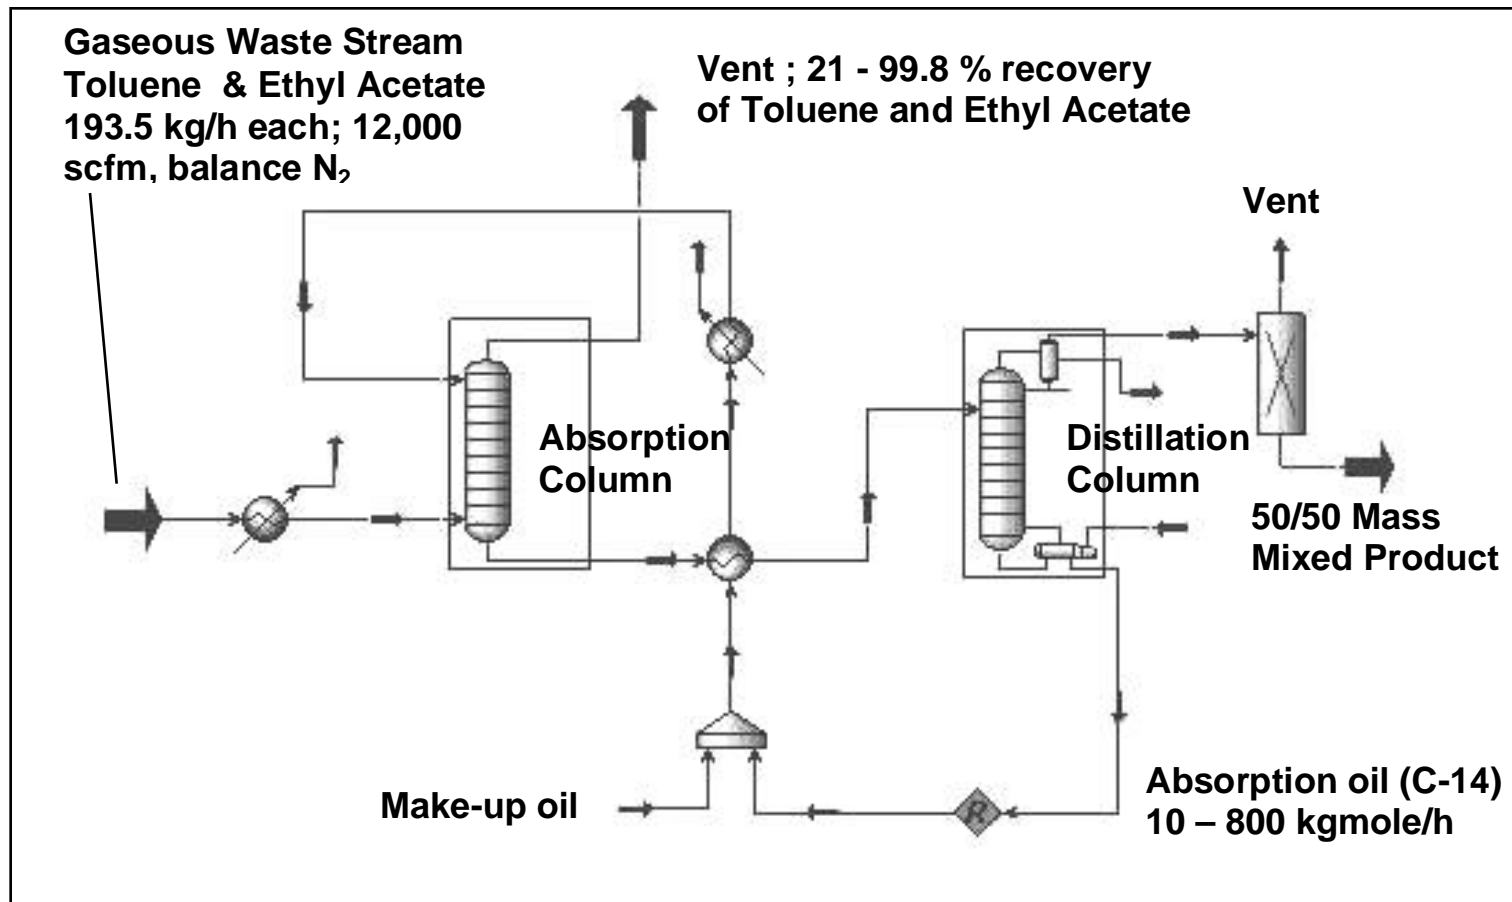 Gaseous Waste Stream
Toluene & Ethyl Acetate
193.5 kg/h each; 12,000
scfm, balance N₂
Vent ; 21 - 99.8 % recovery
of Toluene and Ethyl Acetate
Vent
Absorption
Column
Distillation
Column
50/50 Mass
Mixed Product
Make-up oil
R
Absorption oil (C-14)
10 – 800 kgmole/h